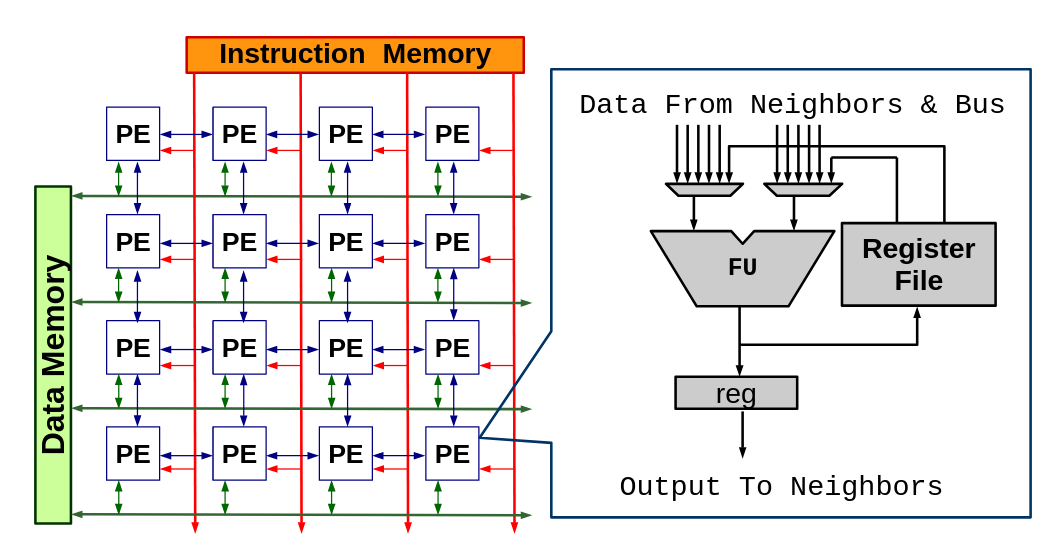 Instruction Memory
PE PE PE PE
PE PE PE PE
PE PE PE PE
PE PE PE PE
Data Memory
Data From Neighbors & Bus
FU
Register
File
reg
Output To Neighbors